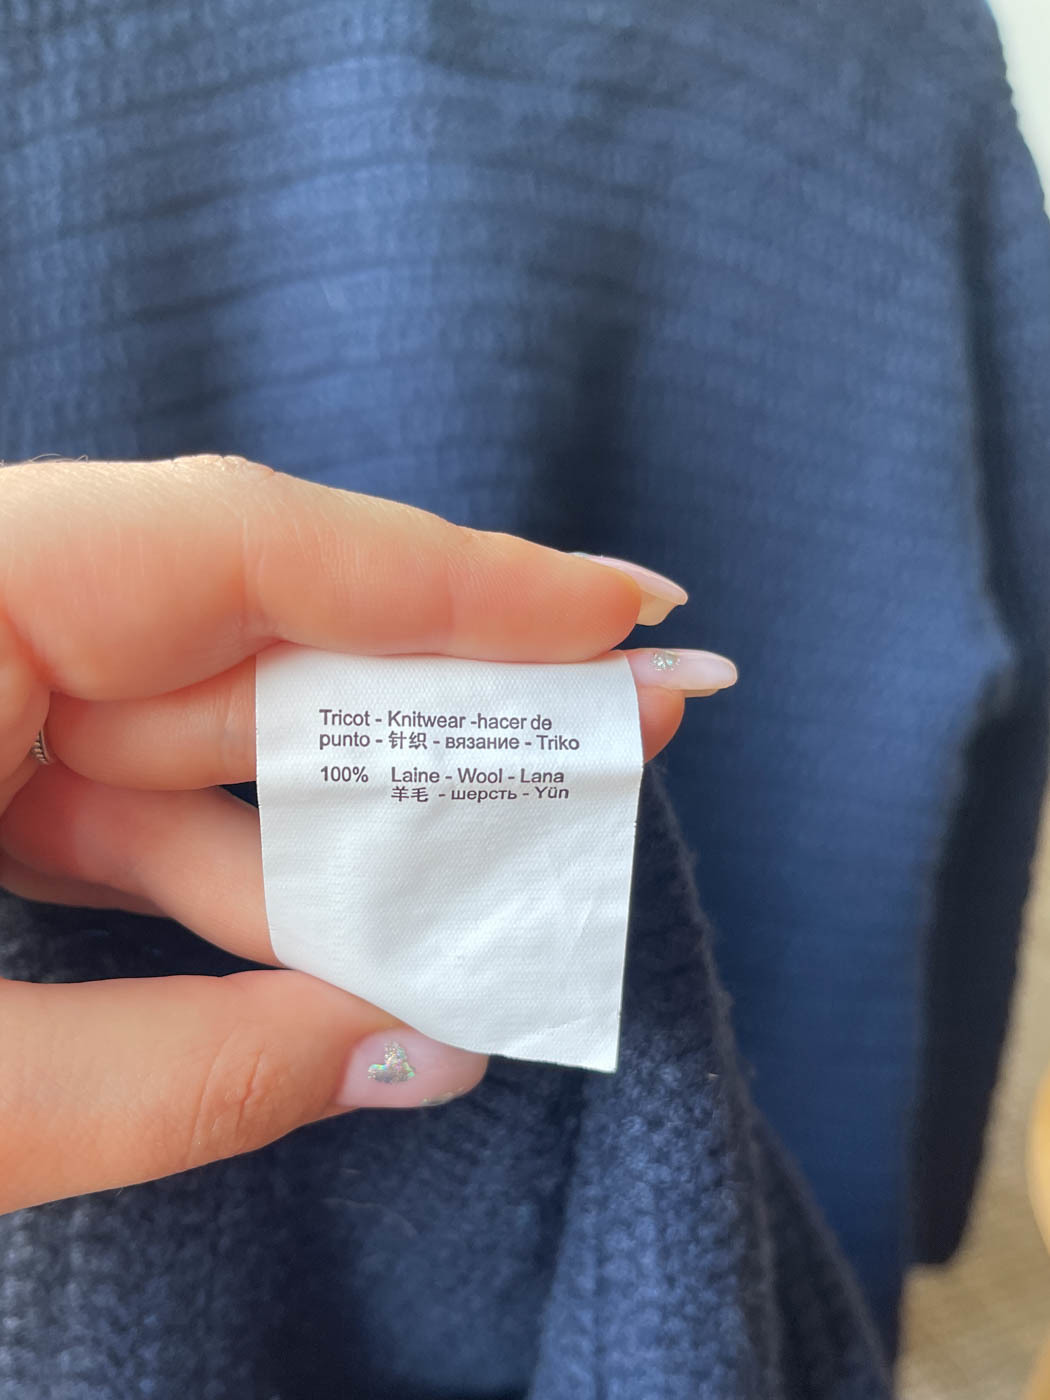 Tricot - Knitwear -hacer de
punto - 针织 - вязание - Triko
100% Laine - Wool - Lana
羊毛 - шерсть - Yün